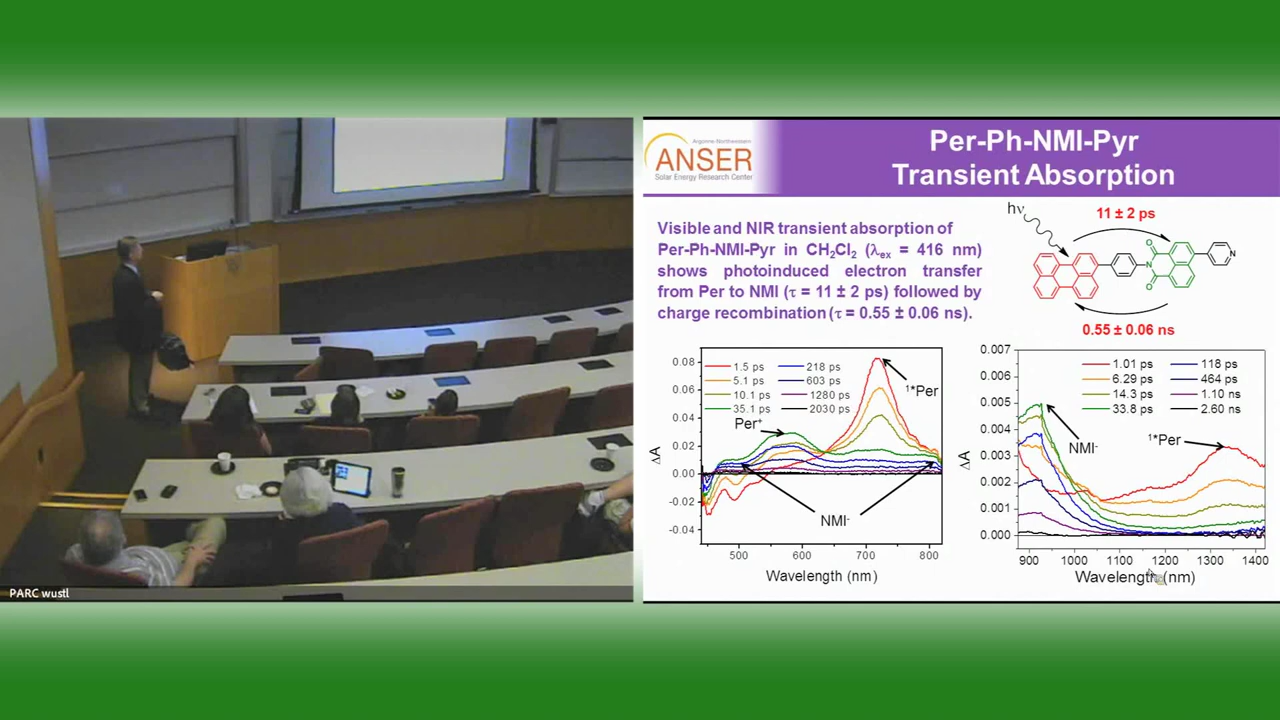 PARC wustl
Argonne-Northwestern
ANSER
Solar Energy Research Center
Per-Ph-NMI-Pyr
Transient Absorption
Visible and NIR transient absorption of
Per-Ph-NMI-Pyr in CH₂Cl₂ (λex = 416 nm)
shows photoinduced electron transfer
from Per to NMI (τ = 11 ± 2 ps) followed by
charge recombination (τ = 0.55 ± 0.06 ns).
hν
11 ± 2 ps
O
N
O
N
0.55 ± 0.06 ns
0.08
0.06
0.04
0.02
0.00
-0.02
-0.04
ΔA
1.5 ps
5.1 ps
10.1 ps
35.1 ps
218 ps
603 ps
1280 ps
2030 ps
Per⁺
¹*Per
NMI⁻
500
600
700
800
Wavelength (nm)
0.007
0.006
0.005
0.004
0.003
0.002
0.001
0.000
ΔA
1.01 ps
6.29 ps
14.3 ps
33.8 ps
118 ps
464 ps
1.10 ns
2.60 ns
NMI⁻
¹*Per
900
1000
1100
1200
1300
1400
Wavelength (nm)